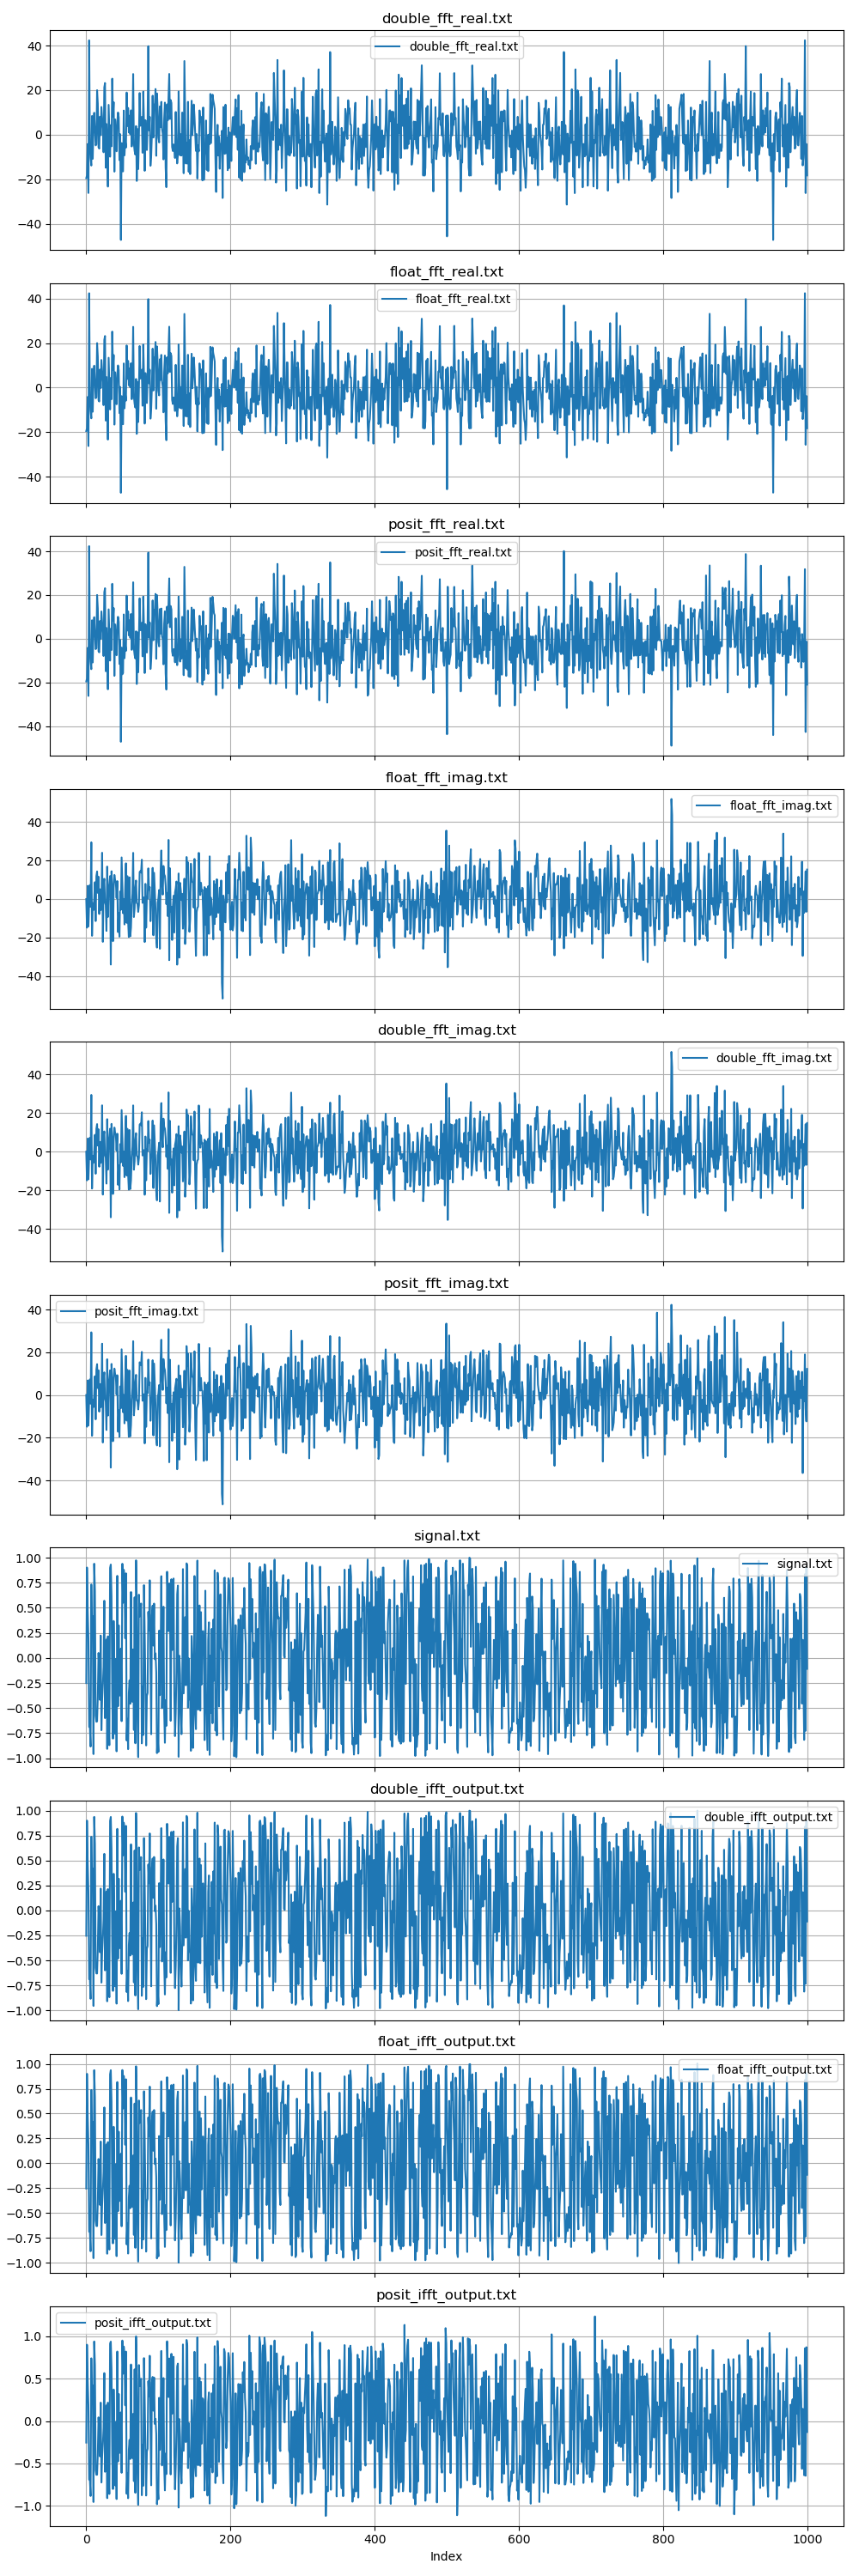 double_fft_real.txt
double_fft_real.txt
40
20
0
−20
−40
float_fft_real.txt
float_fft_real.txt
40
20
0
−20
−40
posit_fft_real.txt
posit_fft_real.txt
40
20
0
−20
−40
float_fft_imag.txt
float_fft_imag.txt
40
20
0
−20
−40
double_fft_imag.txt
double_fft_imag.txt
40
20
0
−20
−40
posit_fft_imag.txt
posit_fft_imag.txt
40
20
0
−20
−40
signal.txt
signal.txt
1.00
0.75
0.50
0.25
0.00
−0.25
−0.50
−0.75
−1.00
double_ifft_output.txt
double_ifft_output.txt
1.00
0.75
0.50
0.25
0.00
−0.25
−0.50
−0.75
−1.00
float_ifft_output.txt
float_ifft_output.txt
1.00
0.75
0.50
0.25
0.00
−0.25
−0.50
−0.75
−1.00
posit_ifft_output.txt
posit_ifft_output.txt
1.0
0.5
0.0
−0.5
−1.0
0 200 400 600 800 1000
Index